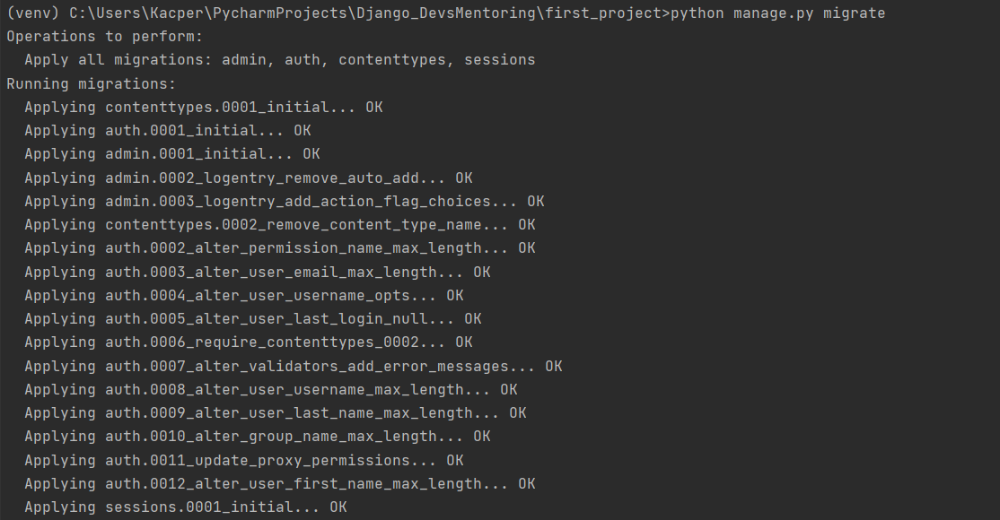 (venv) C:\Users\Kacper\PycharmProjects\Django_DevsMentoring\first_project>python manage.py migrate
Operations to perform:
  Apply all migrations: admin, auth, contenttypes, sessions
Running migrations:
  Applying contenttypes.0001_initial... OK
  Applying auth.0001_initial... OK
  Applying admin.0001_initial... OK
  Applying admin.0002_logentry_remove_auto_add... OK
  Applying admin.0003_logentry_add_action_flag_choices... OK
  Applying contenttypes.0002_remove_content_type_name... OK
  Applying auth.0002_alter_permission_name_max_length... OK
  Applying auth.0003_alter_user_email_max_length... OK
  Applying auth.0004_alter_user_username_opts... OK
  Applying auth.0005_alter_user_last_login_null... OK
  Applying auth.0006_require_contenttypes_0002... OK
  Applying auth.0007_alter_validators_add_error_messages... OK
  Applying auth.0008_alter_user_username_max_length... OK
  Applying auth.0009_alter_user_last_name_max_length... OK
  Applying auth.0010_alter_group_name_max_length... OK
  Applying auth.0011_update_proxy_permissions... OK
  Applying auth.0012_alter_user_first_name_max_length... OK
  Applying sessions.0001_initial... OK